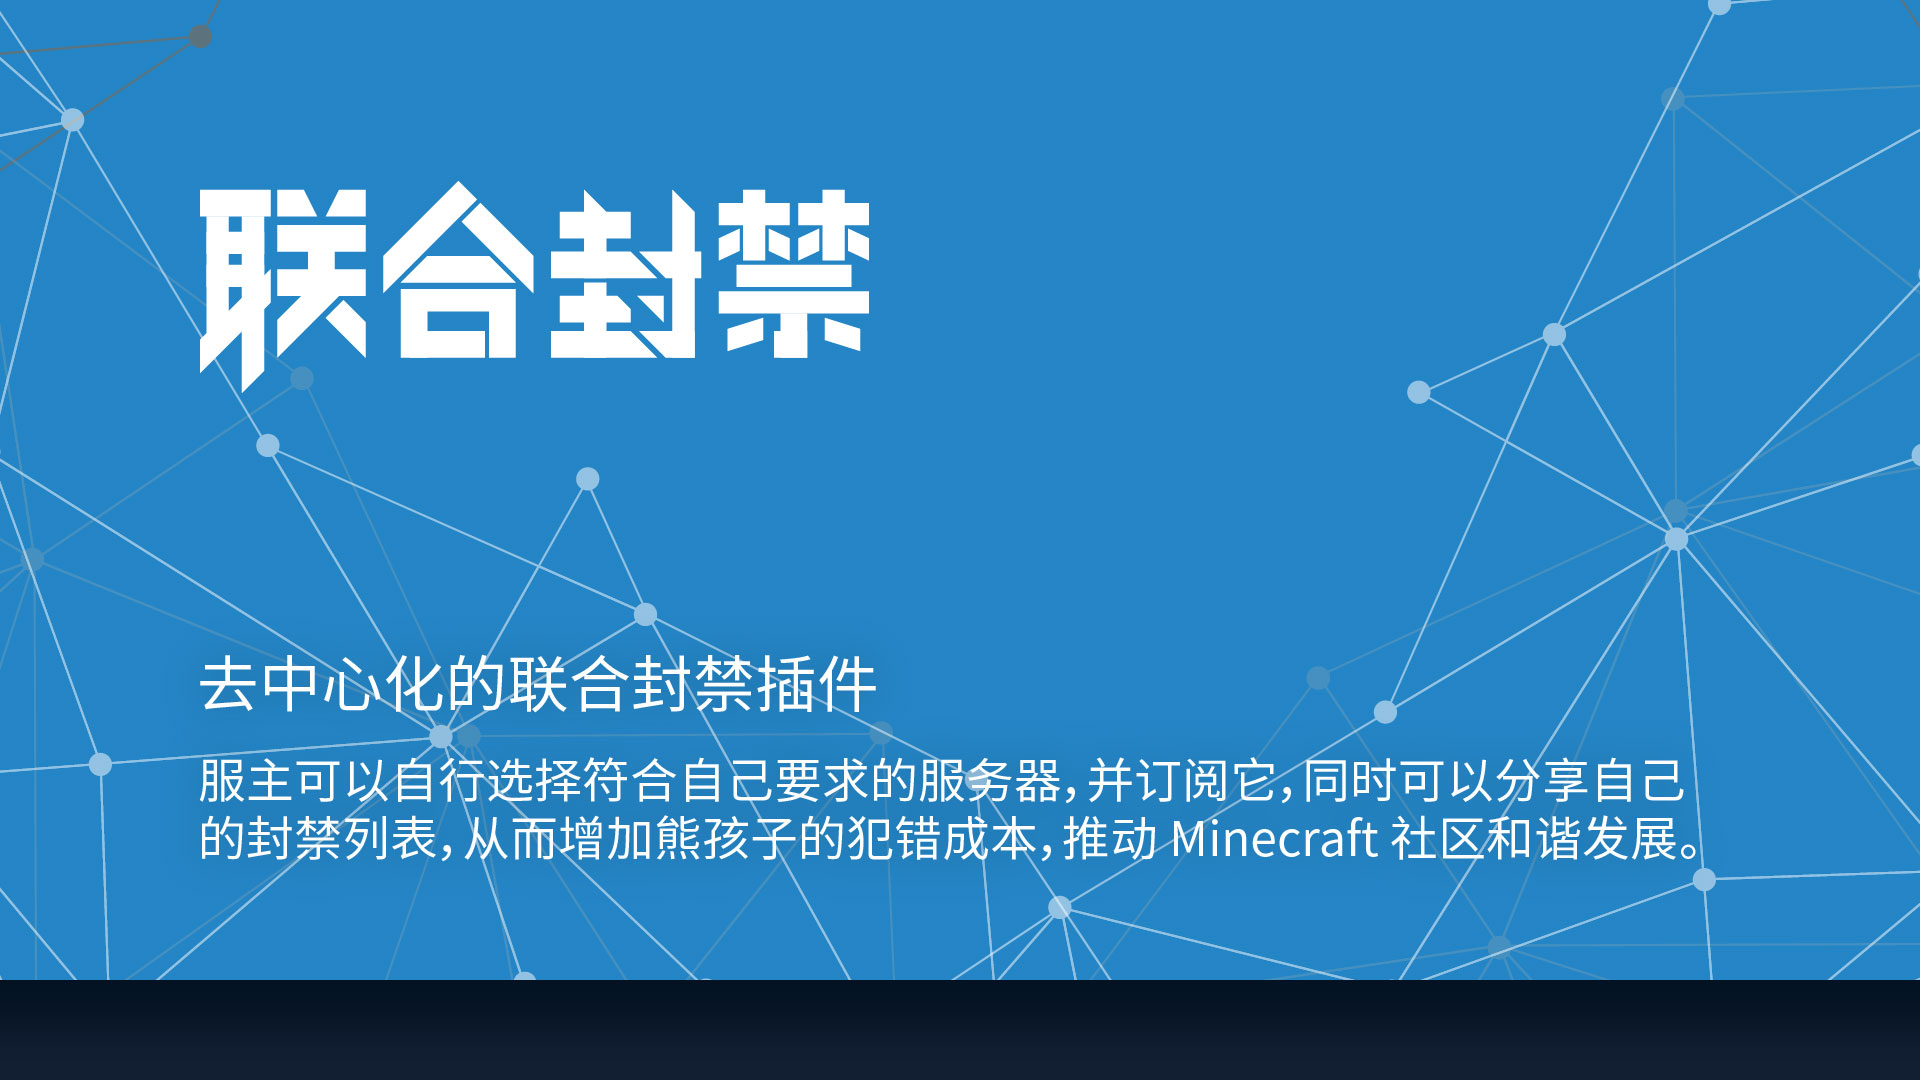 联合封禁
去中心化的联合封禁插件
服主可以自行选择符合自己要求的服务器，并订阅它，同时可以分享自己
的封禁列表，从而增加熊孩子的犯错成本，推动 Minecraft 社区和谐发展。